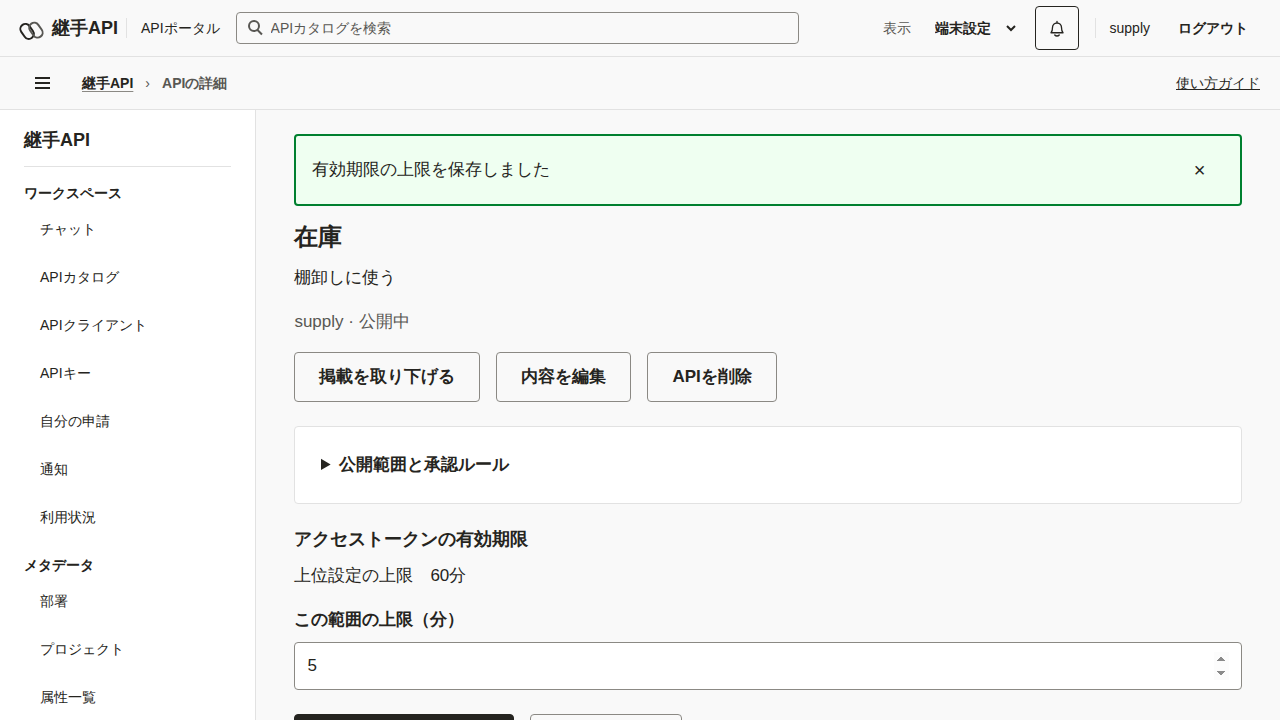 継手API
APIポータル
APIカタログを検索
表示
端末設定
supply
ログアウト
継手API › APIの詳細
使い方ガイド
継手API
ワークスペース
チャット
APIカタログ
APIクライアント
APIキー
自分の申請
通知
利用状況
メタデータ
部署
プロジェクト
属性一覧
有効期限の上限を保存しました
×
在庫
棚卸しに使う
supply · 公開中
掲載を取り下げる
内容を編集
APIを削除
公開範囲と承認ルール
アクセストークンの有効期限
上位設定の上限 60分
この範囲の上限（分）
5